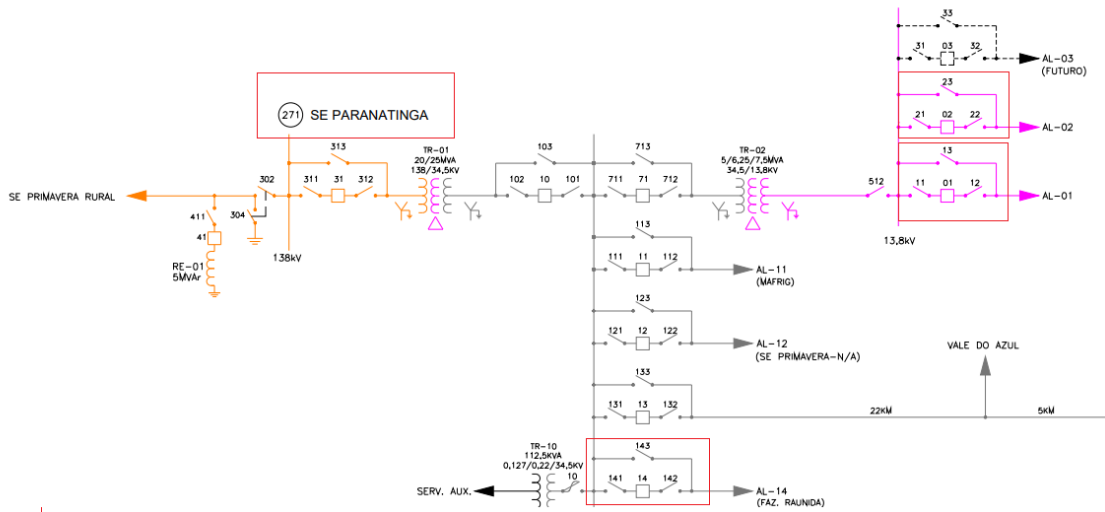 33
31 03 32
AL-03
(FUTURO)
23
21 02 22
AL-02
13
11 01 12
AL-01
512
13,8kV
271 SE PARANATINGA
313
302 311 31 312
TR-01
20/25MVA
138/34,5KV
SE PRIMAVERA RURAL
411 304
41
RE-01
5MVAr
138kV
103
102 10 101
713
711 71 712
TR-02
5/6,25/7,5MVA
34,5/13,8KV
113
111 11 112
AL-11
(MAFRIG)
123
121 12 122
AL-12
(SE PRIMAVERA-N/A)
133
131 13 132
VALE DO AZUL
22KM 5KM
TR-10
112,5KVA
0,127/0,22/34,5KV
10
SERV. AUX.
143
141 14 142
AL-14
(FAZ. RAUNIDA)